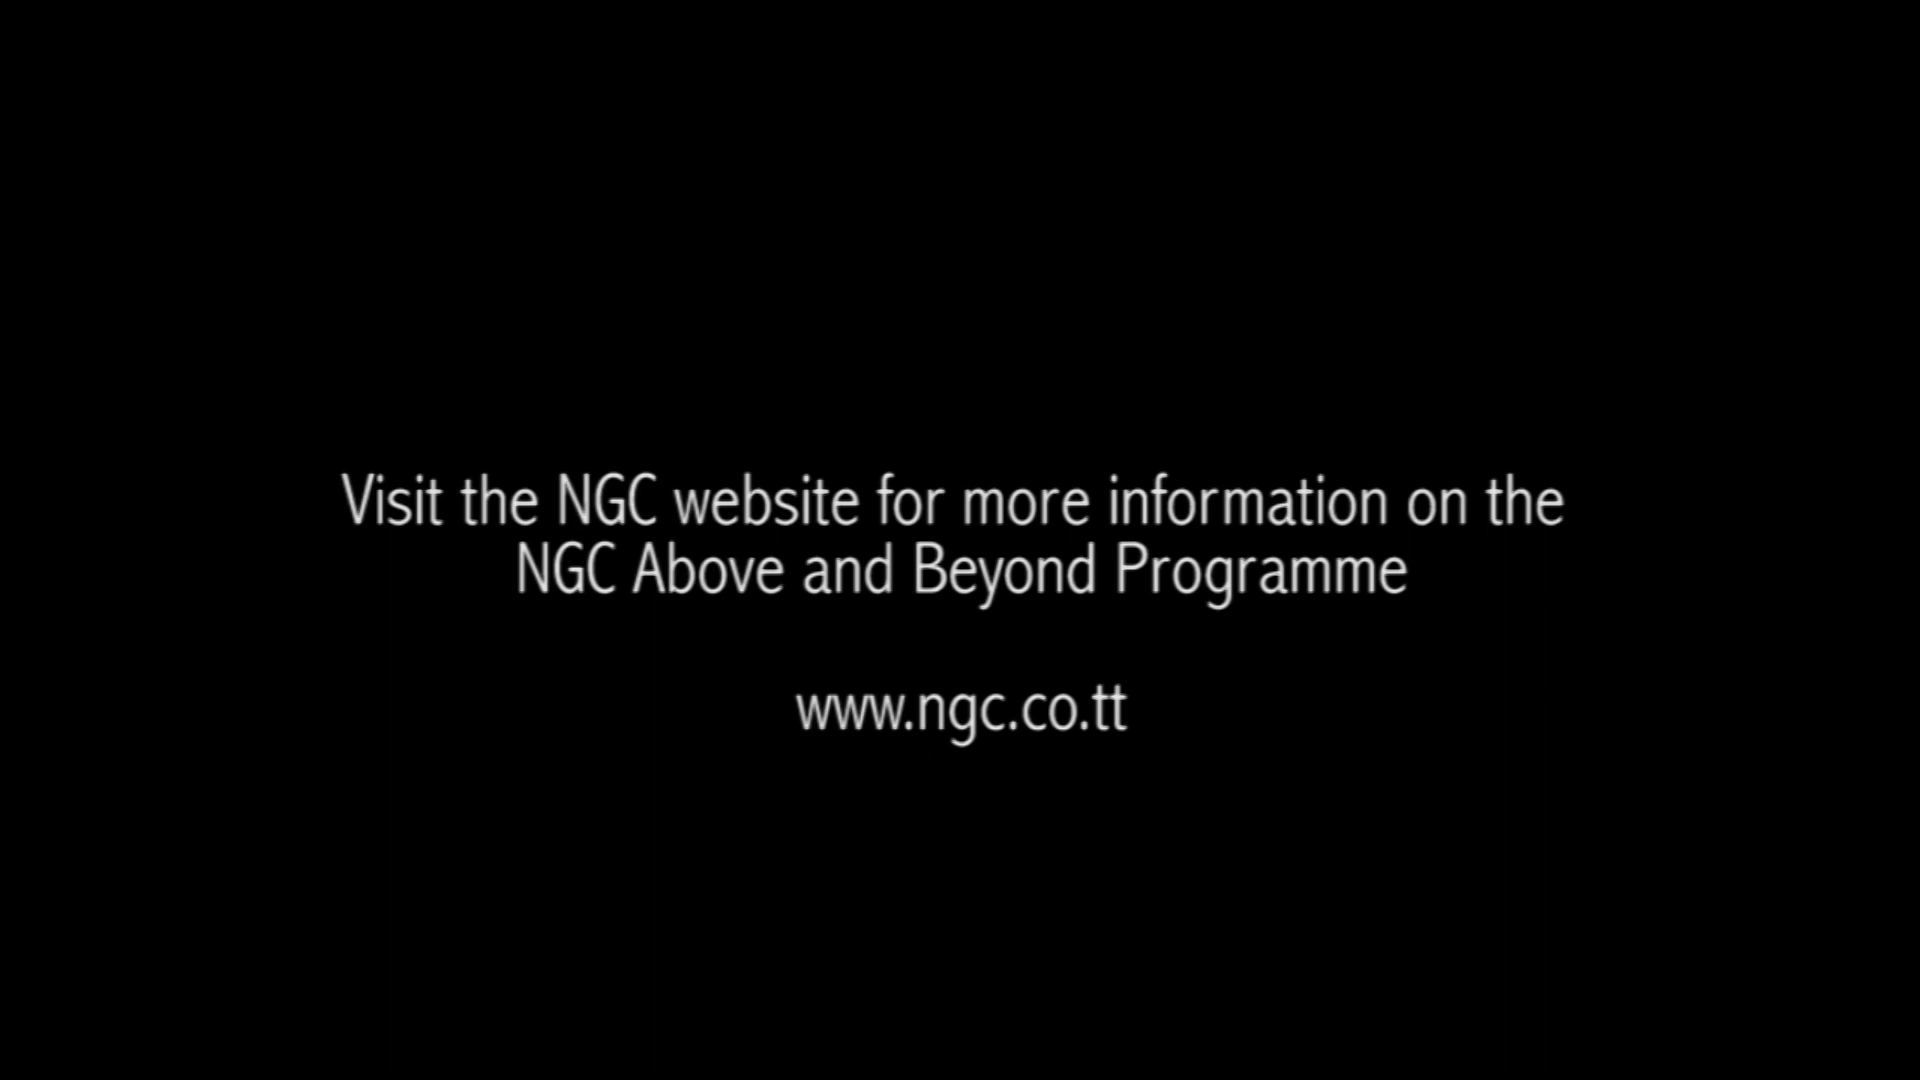 Visit the NGC website for more information on the
NGC Above and Beyond Programme
www.ngc.co.tt